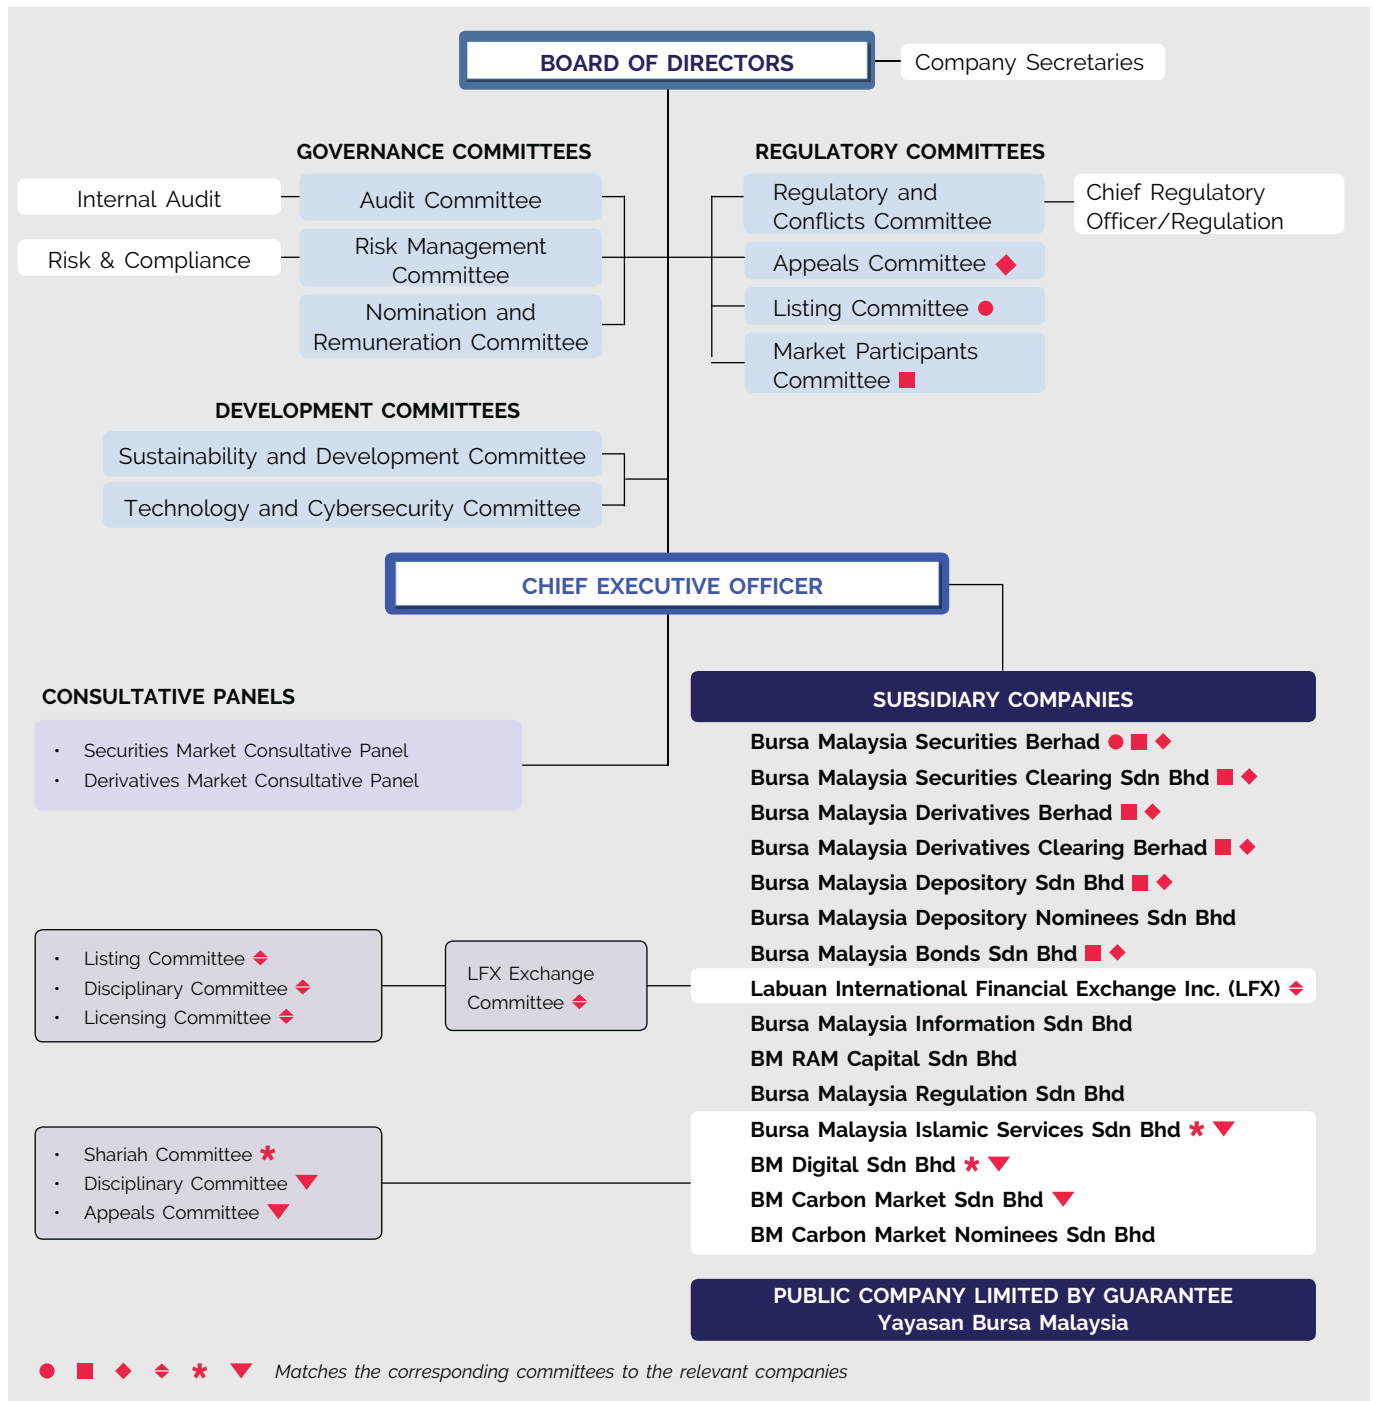 BOARD OF DIRECTORS
Company Secretaries
GOVERNANCE COMMITTEES
Internal Audit
Audit Committee
Risk & Compliance
Risk Management
Committee
Nomination and
Remuneration Committee
REGULATORY COMMITTEES
Regulatory and
Conflicts Committee
Chief Regulatory
Officer/Regulation
Appeals Committee
Listing Committee
Market Participants
Committee
DEVELOPMENT COMMITTEES
Sustainability and Development Committee
Technology and Cybersecurity Committee
CHIEF EXECUTIVE OFFICER
CONSULTATIVE PANELS
• Securities Market Consultative Panel
• Derivatives Market Consultative Panel
SUBSIDIARY COMPANIES
Bursa Malaysia Securities Berhad
Bursa Malaysia Securities Clearing Sdn Bhd
Bursa Malaysia Derivatives Berhad
Bursa Malaysia Derivatives Clearing Berhad
Bursa Malaysia Depository Sdn Bhd
Bursa Malaysia Depository Nominees Sdn Bhd
Bursa Malaysia Bonds Sdn Bhd
Labuan International Financial Exchange Inc. (LFX)
Bursa Malaysia Information Sdn Bhd
BM RAM Capital Sdn Bhd
Bursa Malaysia Regulation Sdn Bhd
Bursa Malaysia Islamic Services Sdn Bhd *
BM Digital Sdn Bhd *
BM Carbon Market Sdn Bhd
BM Carbon Market Nominees Sdn Bhd
• Listing Committee
• Disciplinary Committee
• Licensing Committee
LFX Exchange
Committee
• Shariah Committee *
• Disciplinary Committee
• Appeals Committee
PUBLIC COMPANY LIMITED BY GUARANTEE
Yayasan Bursa Malaysia
* Matches the corresponding committees to the relevant companies